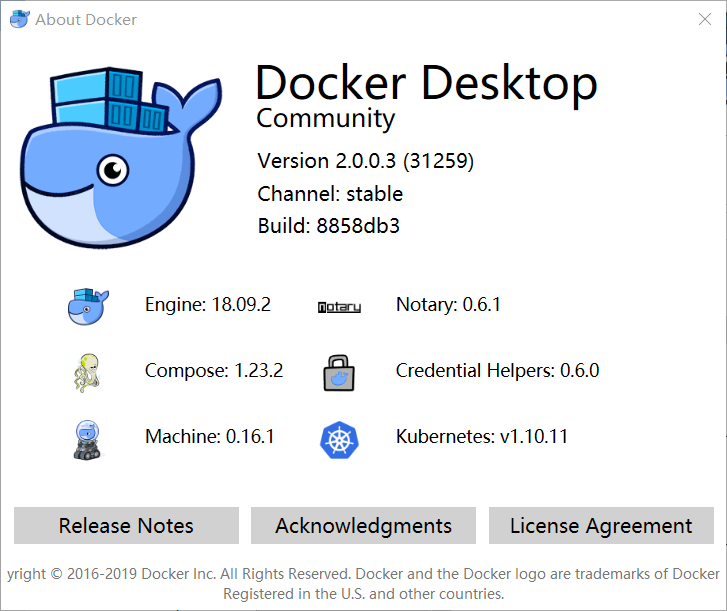 About Docker
Docker Desktop
Community
Version 2.0.0.3 (31259)
Channel: stable
Build: 8858db3
Engine: 18.09.2
notary
Notary: 0.6.1
Compose: 1.23.2
Credential Helpers: 0.6.0
Machine: 0.16.1
Kubernetes: v1.10.11
Release Notes
Acknowledgments
License Agreement
yright © 2016-2019 Docker Inc. All Rights Reserved. Docker and the Docker logo are trademarks of Docker
Registered in the U.S. and other countries.